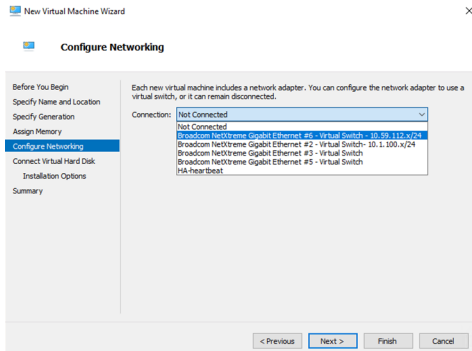 New Virtual Machine Wizard
Configure Networking
Before You Begin
Specify Name and Location
Specify Generation
Assign Memory
Configure Networking
Connect Virtual Hard Disk
Installation Options
Summary
Each new virtual machine includes a network adapter. You can configure the network adapter to use a
virtual switch, or it can remain disconnected.
Connection: Not Connected
Not Connected
Broadcom NetXtreme Gigabit Ethernet #6 - Virtual Switch - 10.59.112.x/24
Broadcom NetXtreme Gigabit Ethernet #2 - Virtual Switch- 10.1.100.x/24
Broadcom NetXtreme Gigabit Ethernet #3 - Virtual Switch
Broadcom NetXtreme Gigabit Ethernet #5 - Virtual Switch
HA-heartbeat
< Previous
Next >
Finish
Cancel